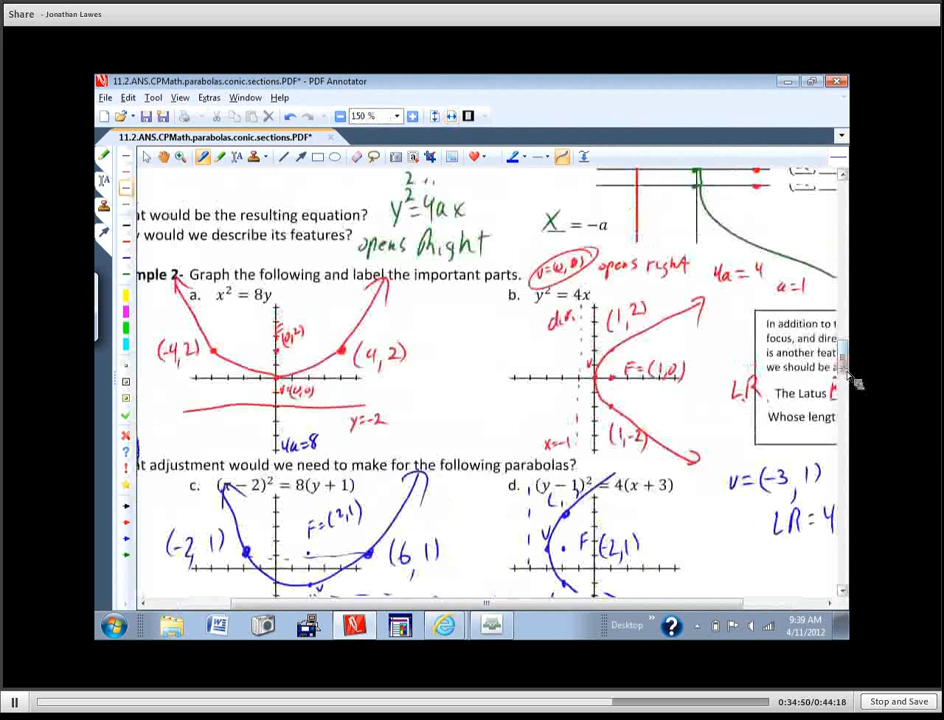 Share - Jonathan Lawes
11.2.ANS.CPMath.parabolas.conic.sections.PDF* - PDF Annotator
File Edit Tool View Extras Window Help
150 %
11.2.ANS.CPMath.parabolas.conic.sections.PDF*
t would be the resulting equation? y² = 4ax
y would we describe its features? opens Right
X = -a
mple 2- Graph the following and label the important parts.
V=(0,0) opens right 4a = 4
a=1
a. x² = 8y
b. y² = 4x
(-4,2) (0,2) (4,2)
V=(0,0)
y=-2
4a=8
dir. (1,2)
V F=(1,0)
(1,-2)
x=-1
In addition to t
focus, and dire
is another feat
we should be a
LR The Latus
Whose lengt
it adjustment would we need to make for the following parabolas?
c. (x − 2)² = 8(y + 1)
d. (y − 1)² = 4(x + 3)
V=(-3, 1)
LR = 4
(-2, 1) F=(2,1) (6, 1)
V
V F (-2,1)
Desktop
9:39 AM
4/11/2012
0:34:50/0:44:18
Stop and Save